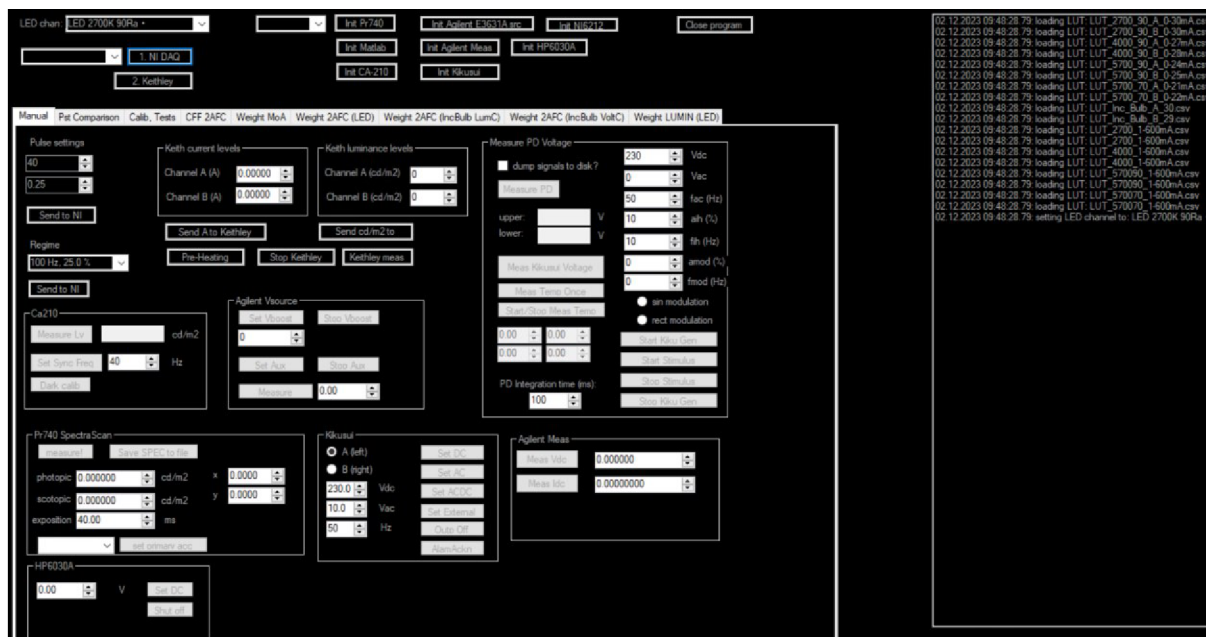 LED chan: LED 2700K 90Ra
Init Pr740
Init Agilent E3631A src
Init NI6212
Close program
1. NI DAQ
Init Matlab
Init Agilent Meas
Init HP6030A
2. Keithley
Init CA-210
Init Kikusui
Manual Pst Comparison Calib, Tests CFF 2AFC Weight MoA Weight 2AFC (LED) Weight 2AFC (IncBulb LumC) Weight 2AFC (IncBulb VoltC) Weight LUMIN (LED)
Pulse settings
40
0.25
Send to NI
Regime
100 Hz, 25.0 %
Send to NI
Keith current levels
Channel A (A) 0.00000
Channel B (A) 0.00000
Send A to Keithley
Keith luminance levels
Channel A (cd/m2) 0
Channel B (cd/m2) 0
Send cd/m2 to
Pre-Heating
Stop Keithley
Keithley meas
Ca210
Measure Lv cd/m2
Set Sync Freq 40 Hz
Dark calib
Agilent Vsource
Set Vboost Stop Vboost
0
Set Aux Stop Aux
Measure 0.00
Measure PD Voltage
dump signals to disk?
Measure PD
upper: V
lower: V
Meas Kikusui Voltage
Meas Temp Once
Start/Stop Meas Temp
0.00 0.00
0.00 0.00
PD Integration time (ms):
100
230 Vdc
0 Vac
50 fac (Hz)
10 aih (%)
10 fih (Hz)
0 amod (%)
0 fmod (Hz)
sin modulation
rect modulation
Start Kiku Gen
Start Stimulus
Stop Stimulus
Stop Kiku Gen
Pr740 SpectraScan
measure! Save SPEC to file
photopic 0.000000 cd/m2 x 0.0000
scotopic 0.000000 cd/m2 y 0.0000
exposition 40.00 ms
set primary acc
Kikusui
A (left)
B (right)
230.0 Vdc
10.0 Vac
50 Hz
Set DC
Set AC
Set ACDC
Set External
Outp Off
AlarmAckn
Agilent Meas
Meas Vdc 0.000000
Meas Idc 0.00000000
HP6030A
0.00 V Set DC
Shut off
02.12.2023 09:48:28.79: loading LUT: LUT_2700_90_A_0-30mA.cs
02.12.2023 09:48:28.79: loading LUT: LUT_2700_90_B_0-30mA.cs
02.12.2023 09:48:28.79: loading LUT: LUT_4000_90_A_0-27mA.cs
02.12.2023 09:48:28.79: loading LUT: LUT_4000_90_B_0-28mA.cs
02.12.2023 09:48:28.79: loading LUT: LUT_5700_90_A_0-24mA.cs
02.12.2023 09:48:28.79: loading LUT: LUT_5700_90_B_0-25mA.cs
02.12.2023 09:48:28.79: loading LUT: LUT_5700_70_A_0-21mA.cs
02.12.2023 09:48:28.79: loading LUT: LUT_5700_70_B_0-22mA.cs
02.12.2023 09:48:28.79: loading LUT: LUT_Inc_Bulb_A_30.csv
02.12.2023 09:48:28.79: loading LUT: LUT_Inc_Bulb_B_29.csv
02.12.2023 09:48:28.79: loading LUT: LUT_2700_1-600mA.csv
02.12.2023 09:48:28.79: loading LUT: LUT_2700_1-600mA.csv
02.12.2023 09:48:28.79: loading LUT: LUT_4000_1-600mA.csv
02.12.2023 09:48:28.79: loading LUT: LUT_4000_1-600mA.csv
02.12.2023 09:48:28.79: loading LUT: LUT_570090_1-600mA.csv
02.12.2023 09:48:28.79: loading LUT: LUT_570090_1-600mA.csv
02.12.2023 09:48:28.79: loading LUT: LUT_570070_1-600mA.csv
02.12.2023 09:48:28.79: loading LUT: LUT_570070_1-600mA.csv
02.12.2023 09:48:28.79: setting LED channel to: LED 2700K 90Ra